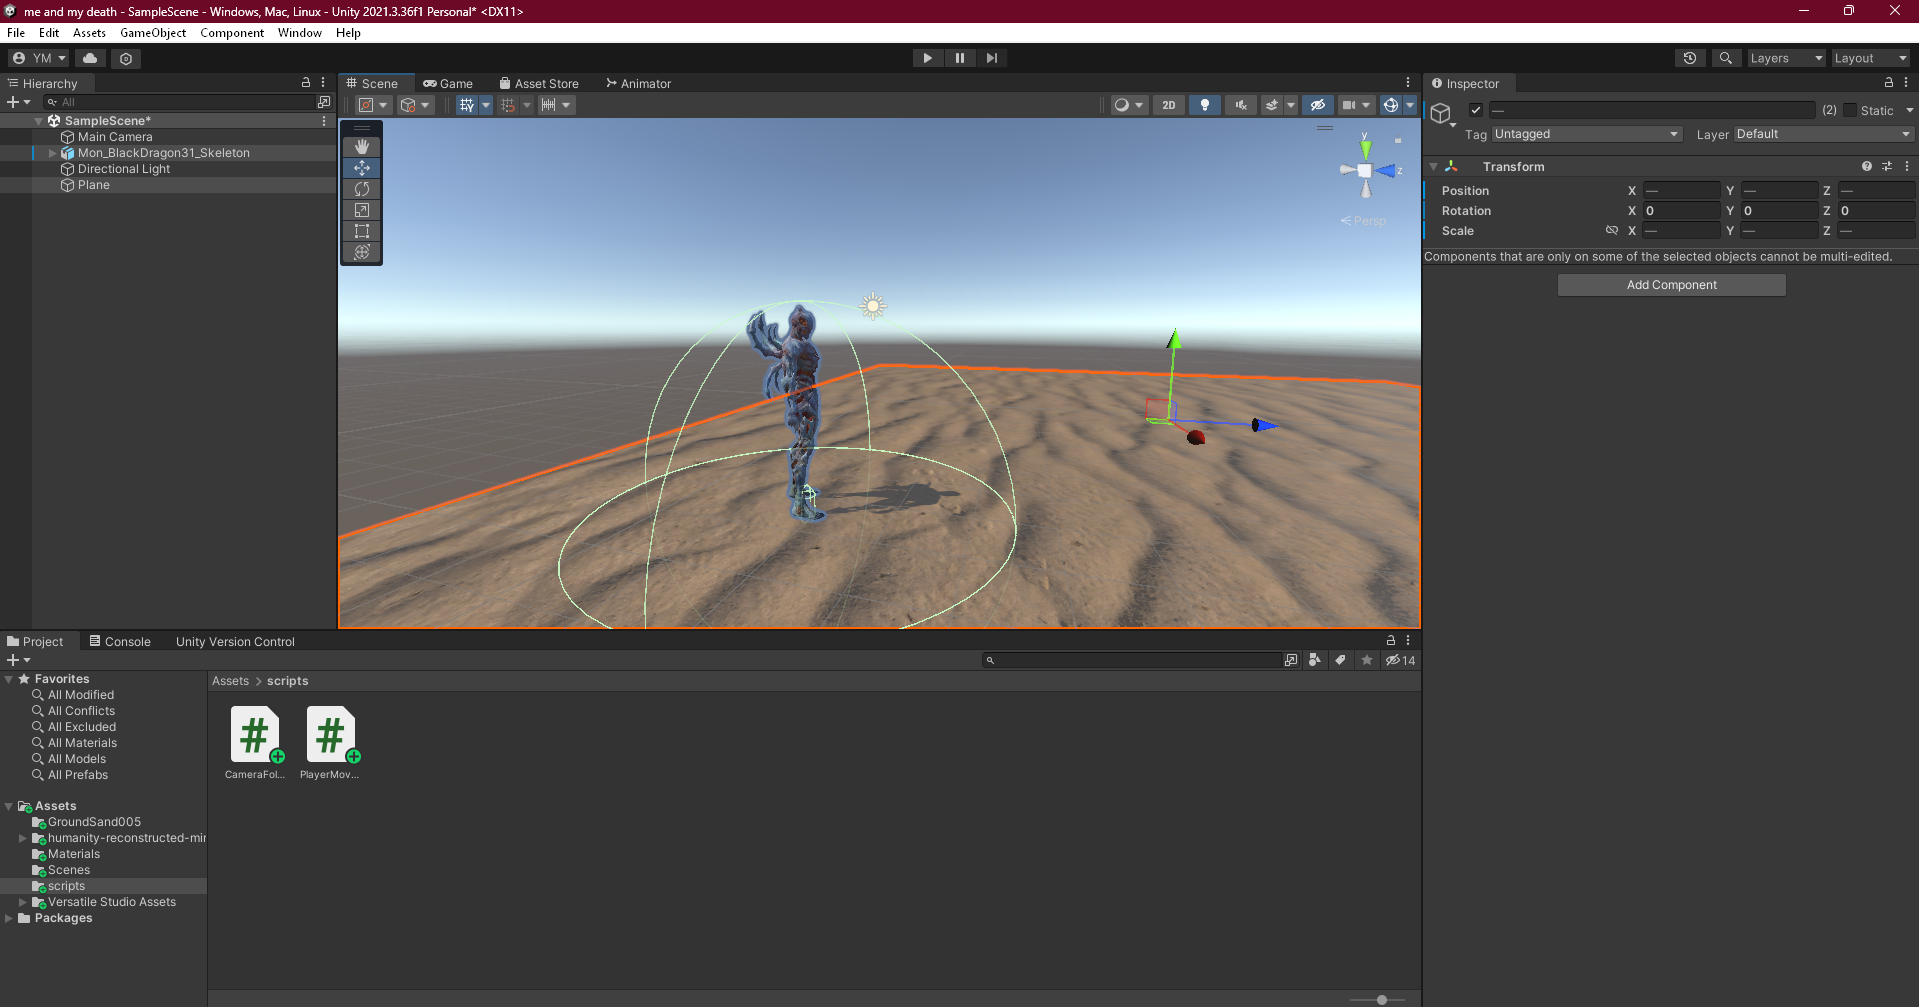 me and my death - SampleScene - Windows, Mac, Linux - Unity 2021.3.36f1 Personal* <DX11>
File Edit Assets GameObject Component Window Help
YM
Layers Layout
Hierarchy
All
SampleScene*
Main Camera
Mon_BlackDragon31_Skeleton
Directional Light
Plane
Scene Game Asset Store Animator
2D
y
z
Persp
Inspector
— (2) Static
Tag Untagged Layer Default
Transform
Position X — Y — Z —
Rotation X 0 Y 0 Z 0
Scale X — Y — Z —
Components that are only on some of the selected objects cannot be multi-edited.
Add Component
Project Console Unity Version Control
14
Favorites
All Modified
All Conflicts
All Excluded
All Materials
All Models
All Prefabs
Assets
GroundSand005
humanity-reconstructed-mir
Materials
Scenes
scripts
Versatile Studio Assets
Packages
Assets > scripts
# #
CameraFol... PlayerMov...